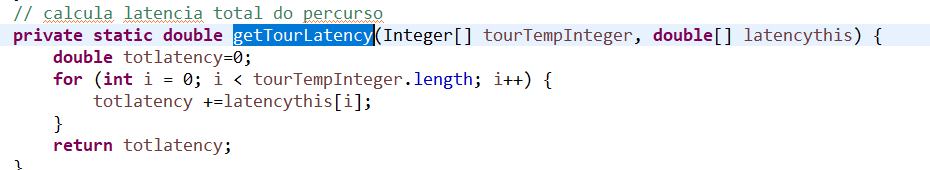 // calcula latencia total do percurso
private static double getTourLatency(Integer[] tourTempInteger, double[] latencythis) {
    double totlatency=0;
    for (int i = 0; i < tourTempInteger.length; i++) {
        totlatency +=latencythis[i];
    }
    return totlatency;
}